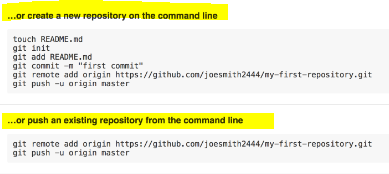 ...or create a new repository on the command line
touch README.md
git init
git add README.md
git commit -m "first commit"
git remote add origin https://github.com/joesmith2444/my-first-repository.git
git push -u origin master
...or push an existing repository from the command line
git remote add origin https://github.com/joesmith2444/my-first-repository.git
git push -u origin master